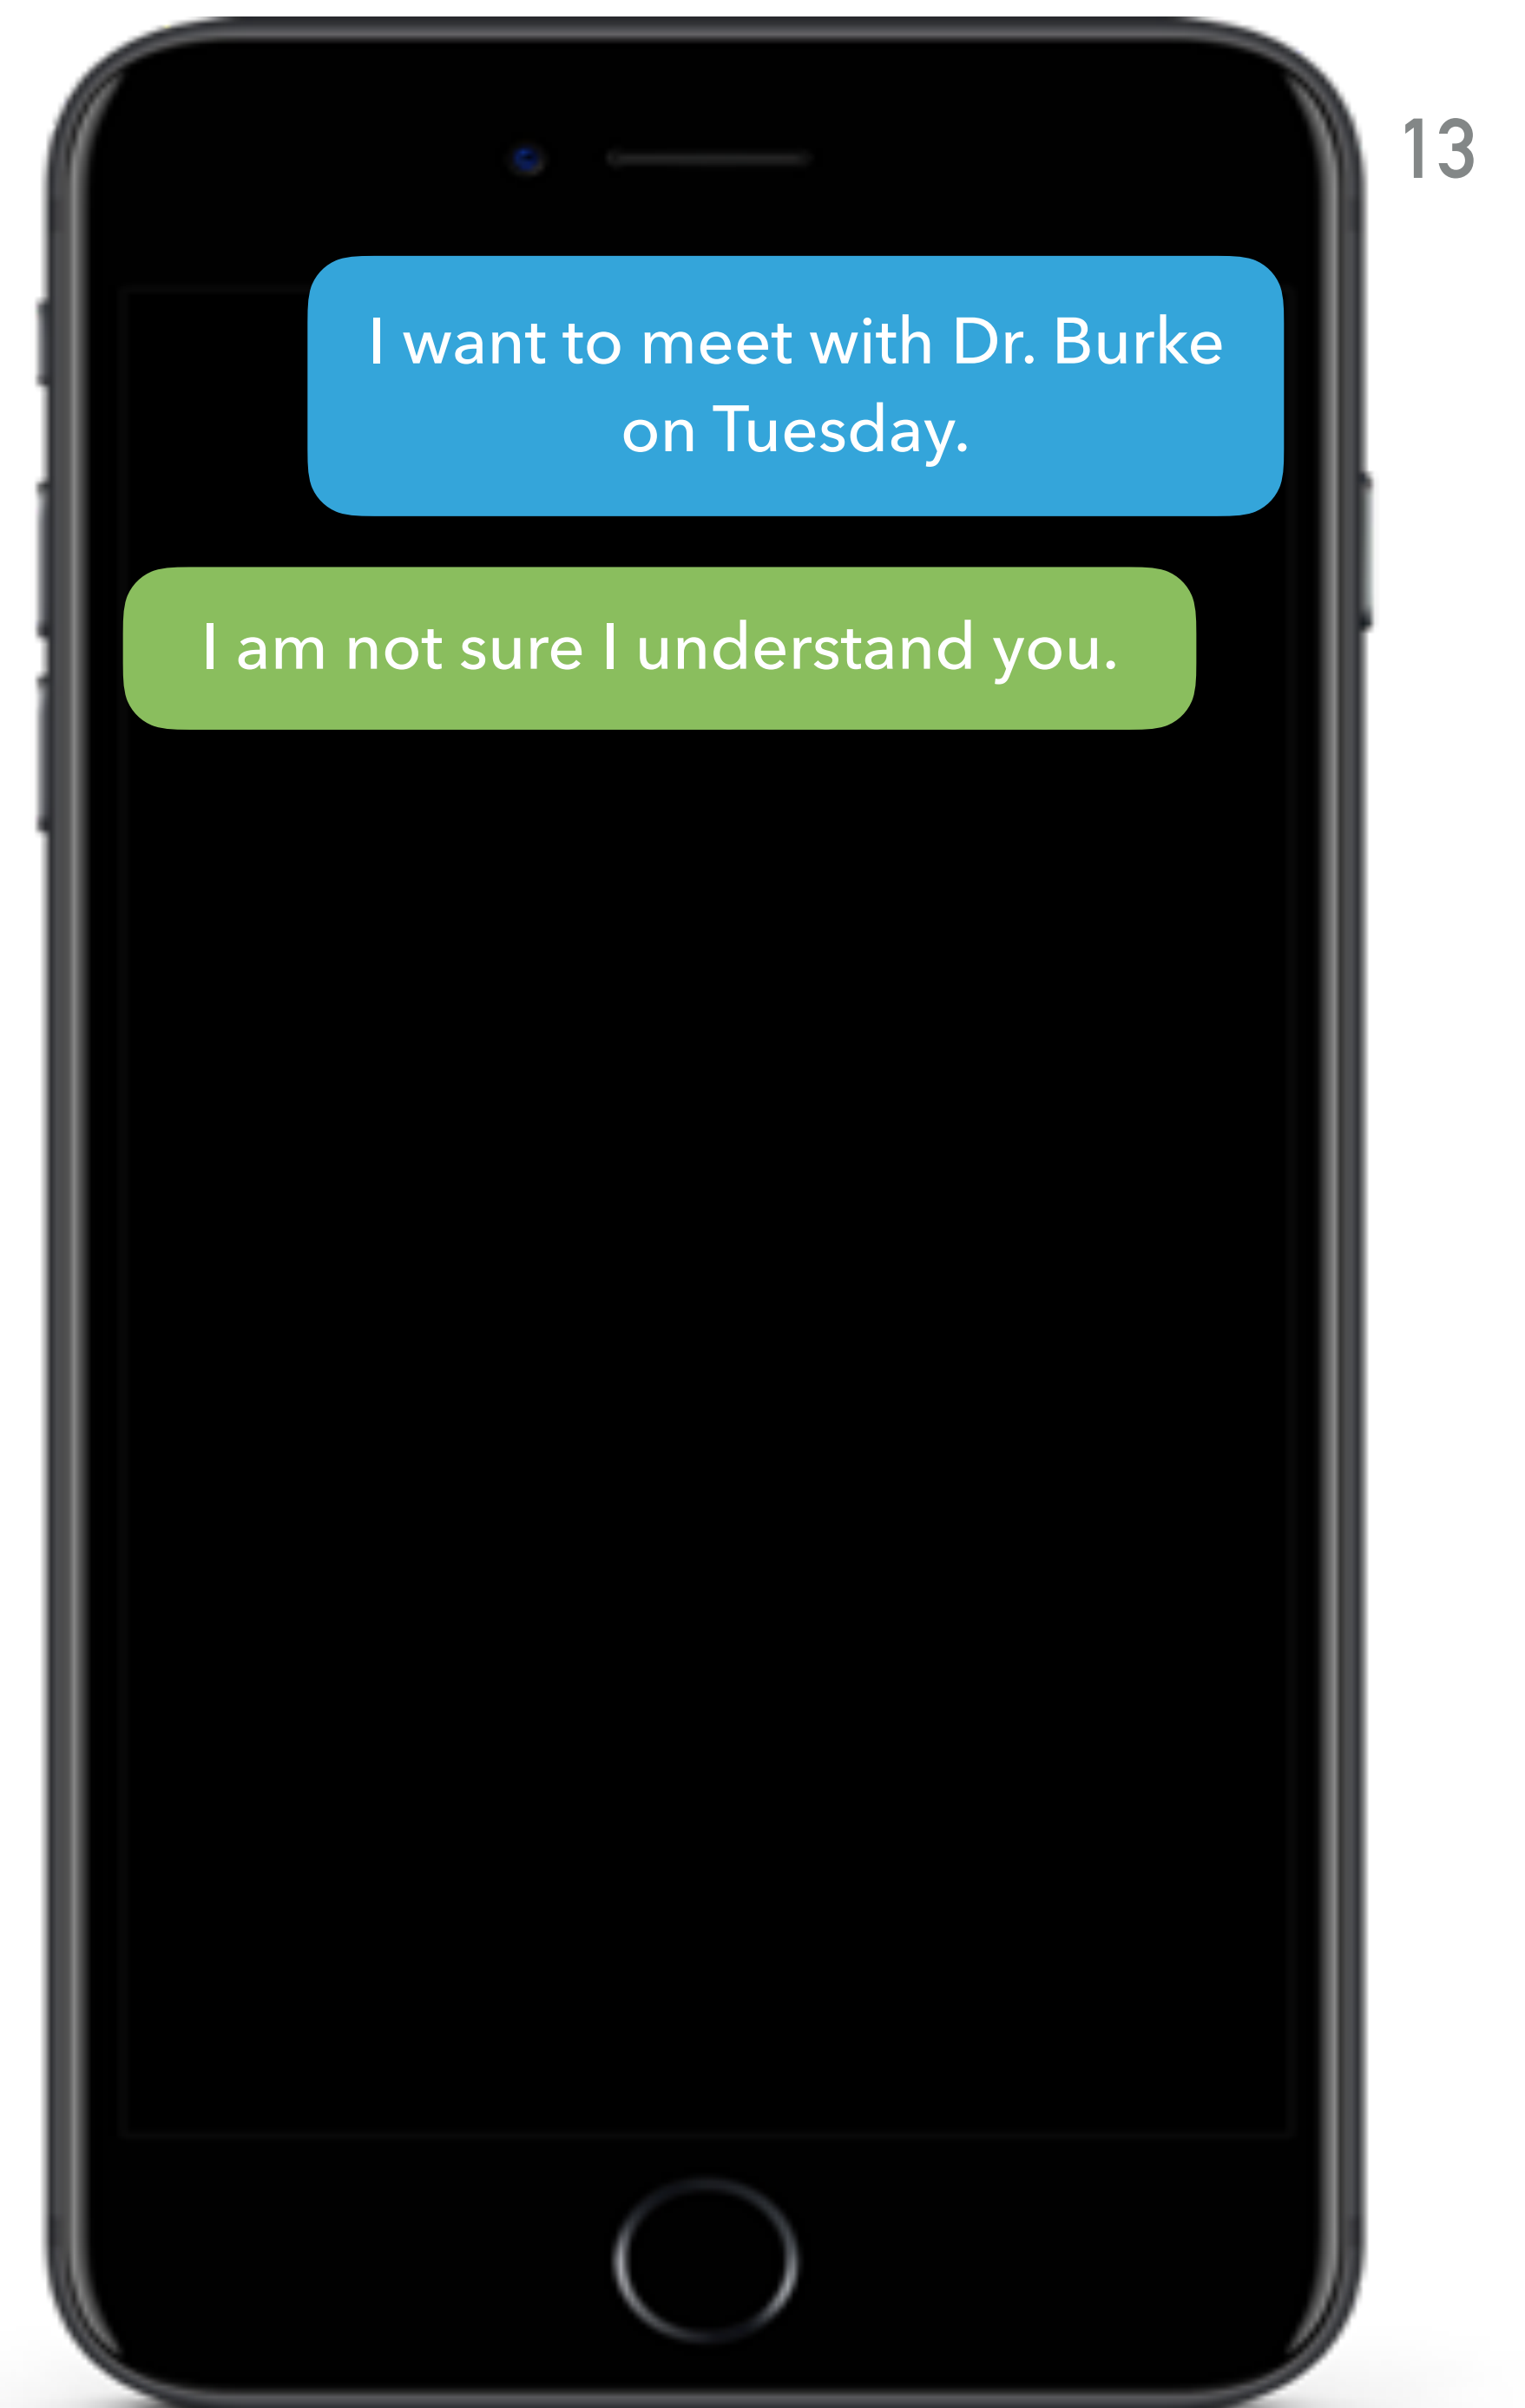 13
I want to meet with Dr. Burke
on Tuesday.
I am not sure I understand you.